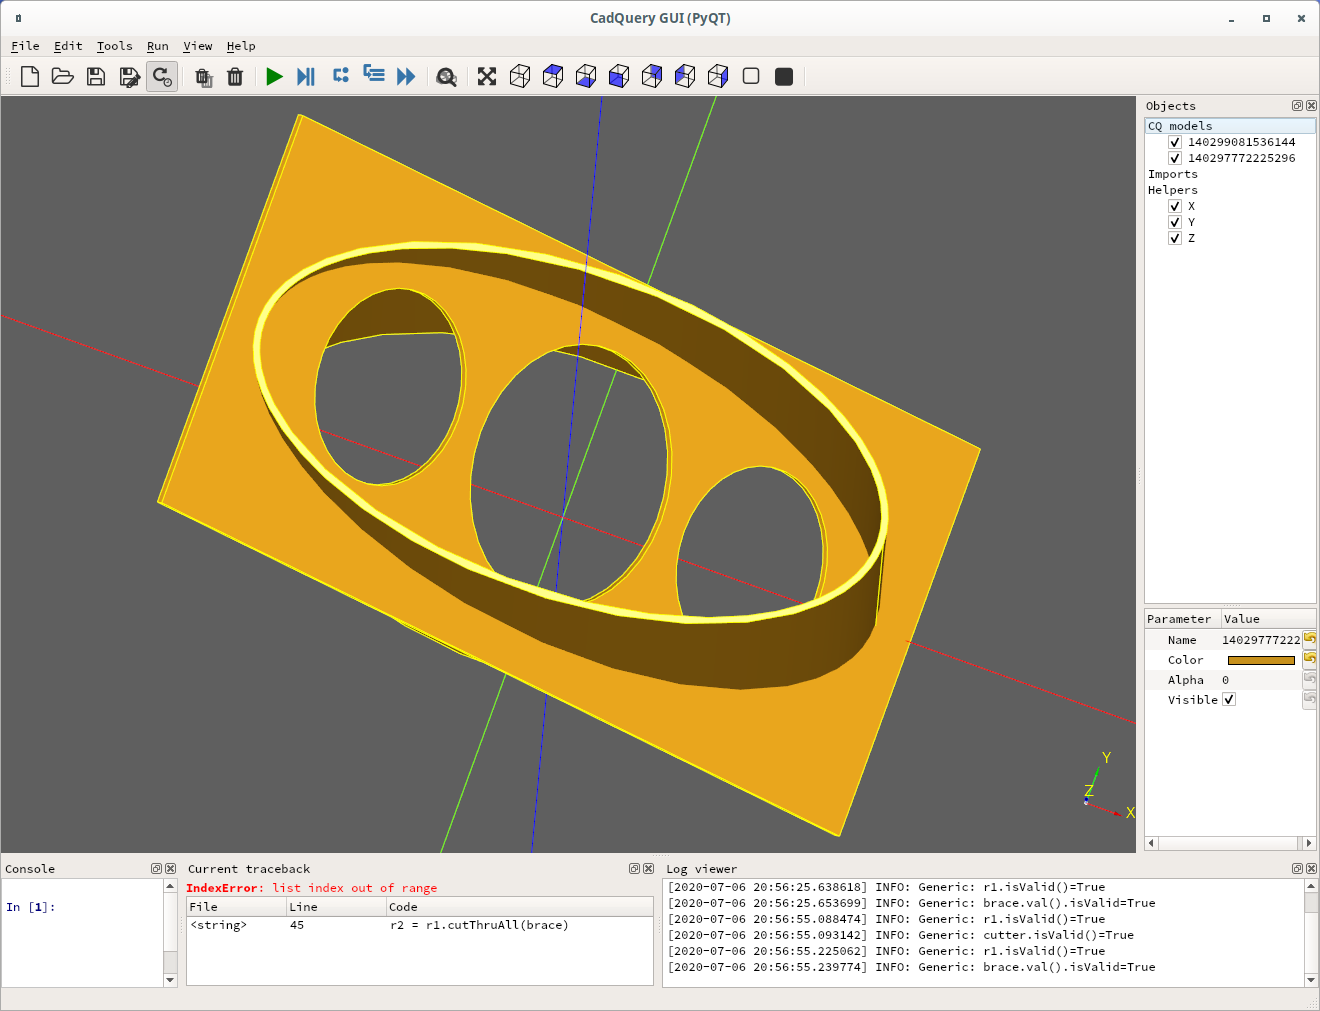 CadQuery GUI (PyQT)
File Edit Tools Run View Help
Objects
CQ models
140299081536144
140297772225296
Imports
Helpers
X
Y
Z
Parameter Value
Name 14029777222
Color
Alpha 0
Visible
Y
Z
X
Console
In [1]:
Current traceback
IndexError: list index out of range
File Line Code
<string> 45 r2 = r1.cutThruAll(brace)
Log viewer
[2020-07-06 20:56:25.638618] INFO: Generic: r1.isValid()=True
[2020-07-06 20:56:25.653699] INFO: Generic: brace.val().isValid=True
[2020-07-06 20:56:55.088474] INFO: Generic: r1.isValid()=True
[2020-07-06 20:56:55.093142] INFO: Generic: cutter.isValid()=True
[2020-07-06 20:56:55.225062] INFO: Generic: r1.isValid()=True
[2020-07-06 20:56:55.239774] INFO: Generic: brace.val().isValid=True